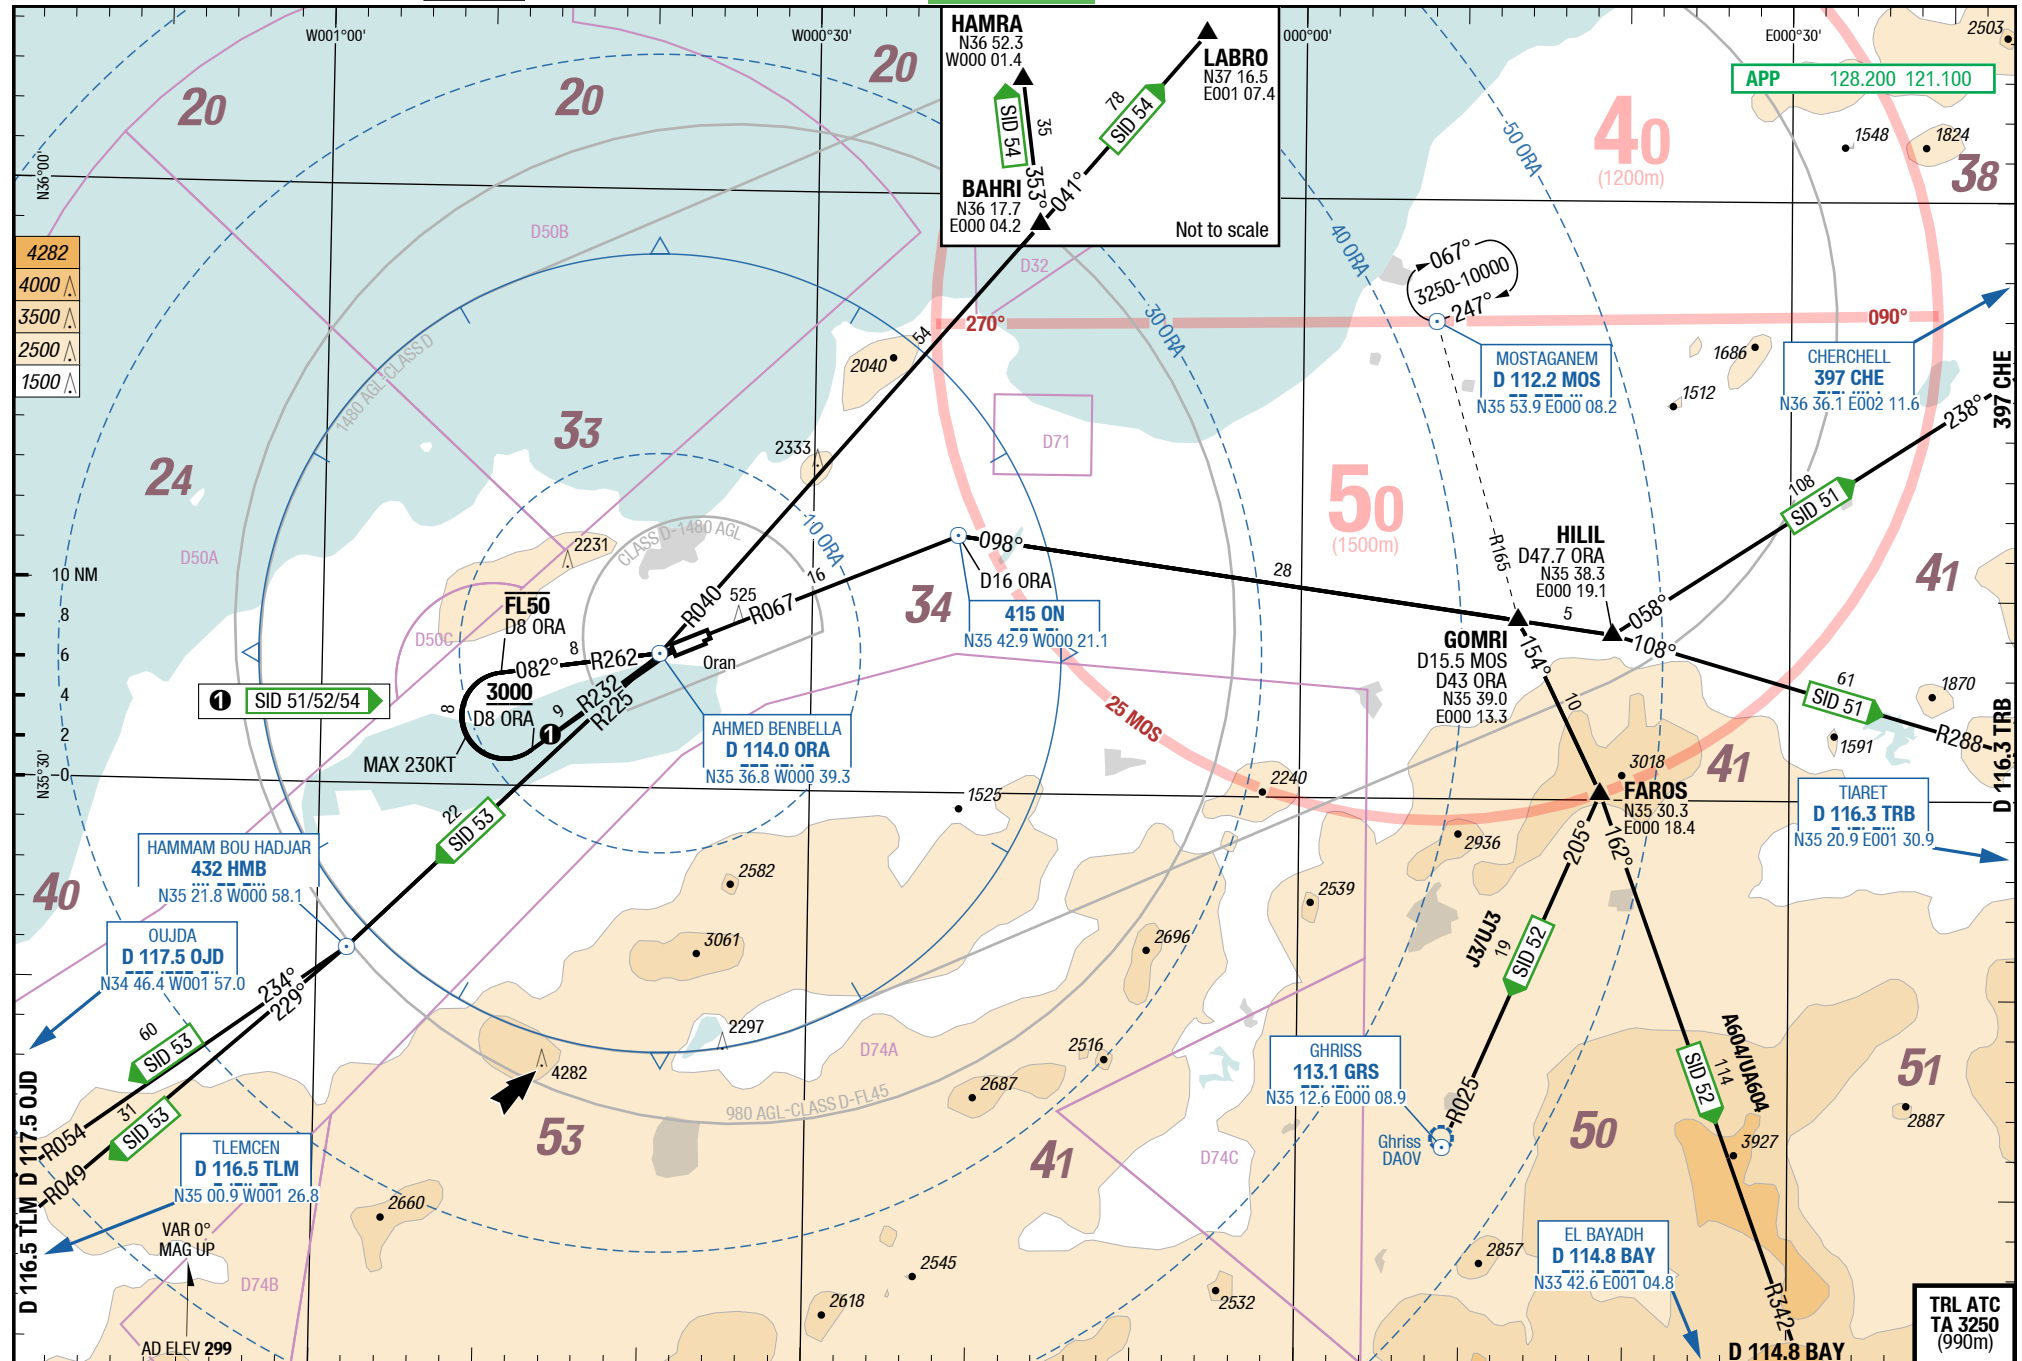 HAMRA
N36 52.3
W000 01.4
LABRO
N37 16.5
E001 07.4
78
SID 54
35
SID 54
353°
041°
BAHRI
N36 17.7
E000 04.2
Not to scale
W001°00'
W000°30'
000°00'
E000°30'
2503
APP 128.200 121.100
20
20
20
40
(1200m)
1548
1824
38
50 ORA
40 ORA
30 ORA
10 ORA
N36°00'
D50B
D32
4282
4000
3500
2500
1500
067°
3250-10000
247°
270°
090°
54
2040
1480 AGL-CLASS D
MOSTAGANEM
D 112.2 MOS
N35 53.9 E000 08.2
1686
1512
CHERCHELL
397 CHE
N36 36.1 E002 11.6
397 CHE
238°
33
24
2333
D71
50
(1500m)
108
SID 51
D50A
2231
CLASS D-1480 AGL
098°
D16 ORA
28
R165
HILIL
D47.7 ORA
N35 38.3
E000 19.1
41
10 NM
8
6
4
2
0
FL50
D8 ORA
D50C
525
16
R067
R040
34
415 ON
N35 42.9 W000 21.1
5
058°
108°
GOMRI
D15.5 MOS
D43 ORA
N35 39.0
E000 13.3
154°
10
082°
8
R262
Oran
3000
D8 ORA
8
9
R232
R225
1
1 SID 51/52/54
MAX 230KT
AHMED BENBELLA
D 114.0 ORA
N35 36.8 W000 39.3
25 MOS
61
SID 51
1870
1591
R288
D 116.3 TRB
N35°30'
2240
3018
41
FAROS
N35 30.3
E000 18.4
TIARET
D 116.3 TRB
N35 20.9 E001 30.9
22
SID 53
1525
2936
205°
162°
HAMMAM BOU HADJAR
432 HMB
N35 21.8 W000 58.1
40
2582
2539
OUJDA
D 117.5 OJD
N34 46.4 W001 57.0
3061
2696
J3/UJ3
19
SID 52
234°
229°
60
SID 53
2297
4282
D74A
2516
2687
980 AGL-CLASS D-FL45
GHRISS
113.1 GRS
N35 12.6 E000 08.9
A604/UA604
114
SID 52
51
2887
31
SID 53
R054
R049
D 117.5 OJD
D 116.5 TLM
53
41
D74C
Ghriss
DAOV
R025
50
3927
TLEMCEN
D 116.5 TLM
N35 00.9 W001 26.8
2660
VAR 0°
MAG UP
D74B
2545
2618
2532
2857
EL BAYADH
D 114.8 BAY
N33 42.6 E001 04.8
R342
D 114.8 BAY
AD ELEV 299
TRL ATC
TA 3250
(990m)